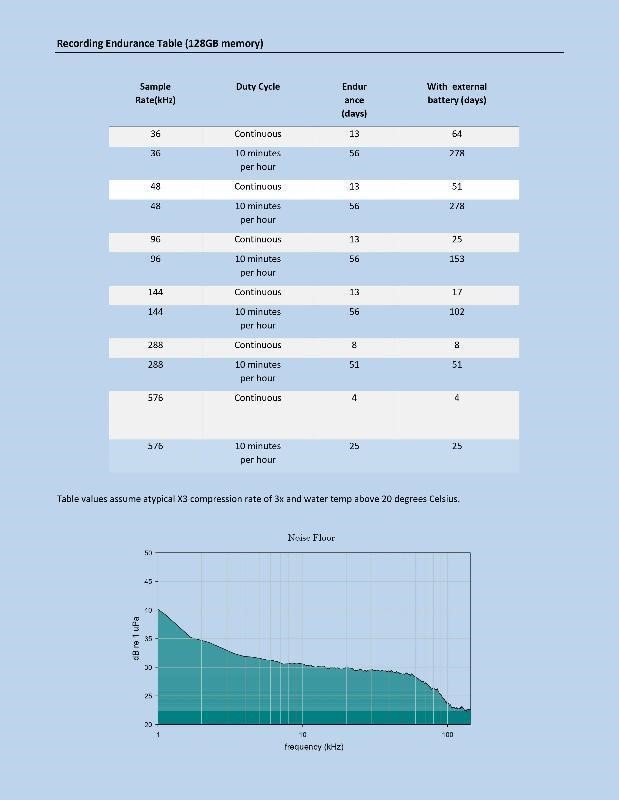 Recording Endurance Table (128GB memory)
Sample Duty Cycle Endur With external
Rate(kHz) ance battery (days)
(days)
36 Continuous 13 64
36 10 minutes 56 278
per hour
48 Continuous 13 51
48 10 minutes 56 278
per hour
96 Continuous 13 25
96 10 minutes 56 153
per hour
144 Continuous 13 17
144 10 minutes 56 102
per hour
288 Continuous 8 8
288 10 minutes 51 51
per hour
576 Continuous 4 4
576 10 minutes 25 25
per hour
Table values assume atypical X3 compression rate of 3x and water temp above 20 degrees Celsius.
Noise Floor
50
45
40
35
30
25
20
dB re 1 uPa
1 10 100
frequency (kHz)